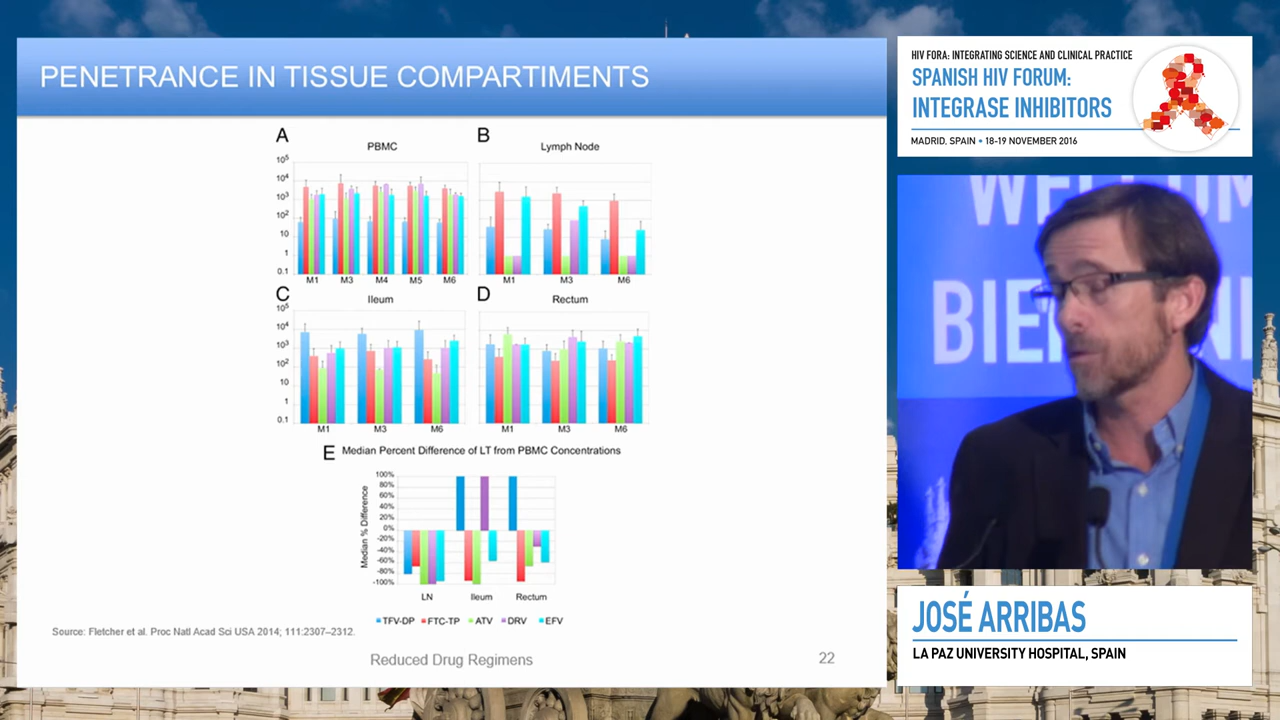 PENETRANCE IN TISSUE COMPARTIMENTS
A
PBMC
10⁵
10⁴
10³
10²
10
1
0.1
M1 M3 M4 M5 M6
B
Lymph Node
M1 M3 M6
C
Ileum
10⁵
10⁴
10³
10²
10
1
0.1
M1 M3 M6
D
Rectum
M1 M3 M6
E Median Percent Difference of LT from PBMC Concentrations
Median % Difference
100%
80%
60%
40%
20%
0%
-20%
-40%
-60%
-80%
-100%
LN Ileum Rectum
TFV-DP FTC-TP ATV DRV EFV
Source: Fletcher et al. Proc Natl Acad Sci USA 2014; 111:2307–2312.
Reduced Drug Regimens
22
HIV FORA: INTEGRATING SCIENCE AND CLINICAL PRACTICE
SPANISH HIV FORUM:
INTEGRASE INHIBITORS
MADRID, SPAIN • 18-19 NOVEMBER 2016
JOSÉ ARRIBAS
LA PAZ UNIVERSITY HOSPITAL, SPAIN